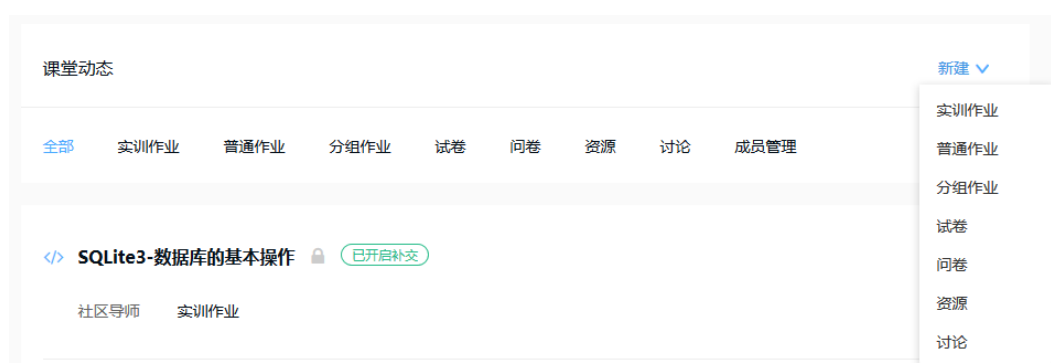 课堂动态
新建
全部 实训作业 普通作业 分组作业 试卷 问卷 资源 讨论 成员管理
实训作业
普通作业
分组作业
试卷
问卷
资源
讨论
</> SQLite3-数据库的基本操作 已开启补交
社区导师 实训作业